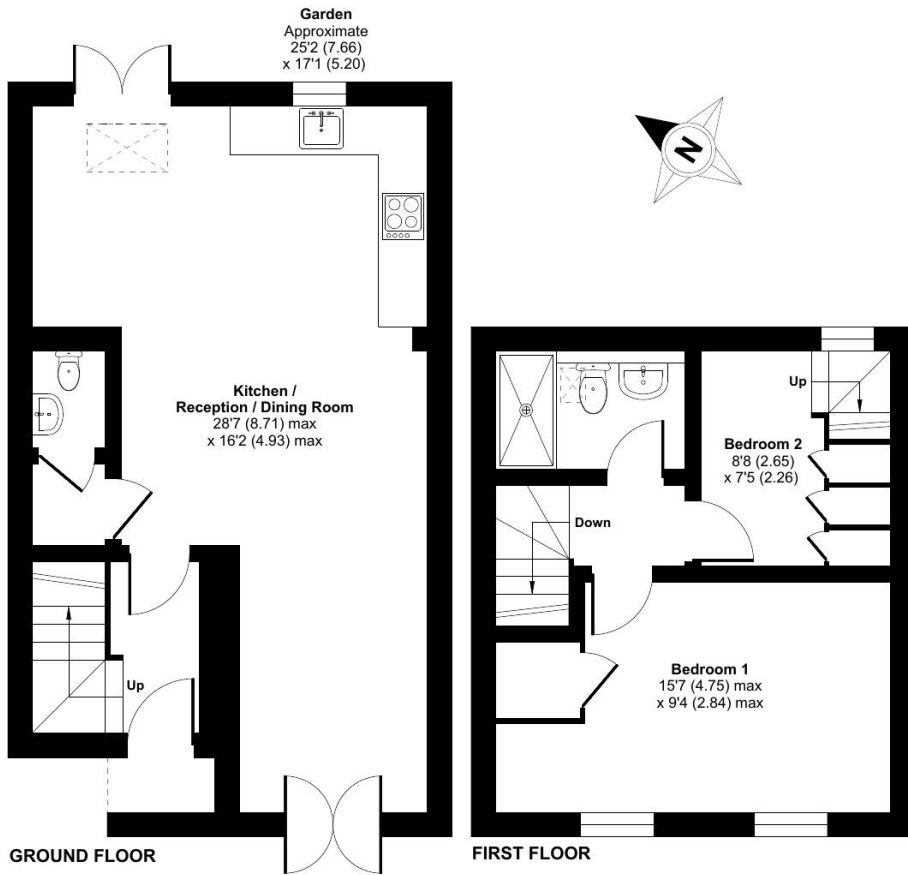 Garden
Approximate
25'2 (7.66)
x 17'1 (5.20)
N
Kitchen /
Reception / Dining Room
28'7 (8.71) max
x 16'2 (4.93) max
Up
GROUND FLOOR
Up
Bedroom 2
8'8 (2.65)
x 7'5 (2.26)
Down
Bedroom 1
15'7 (4.75) max
x 9'4 (2.84) max
FIRST FLOOR